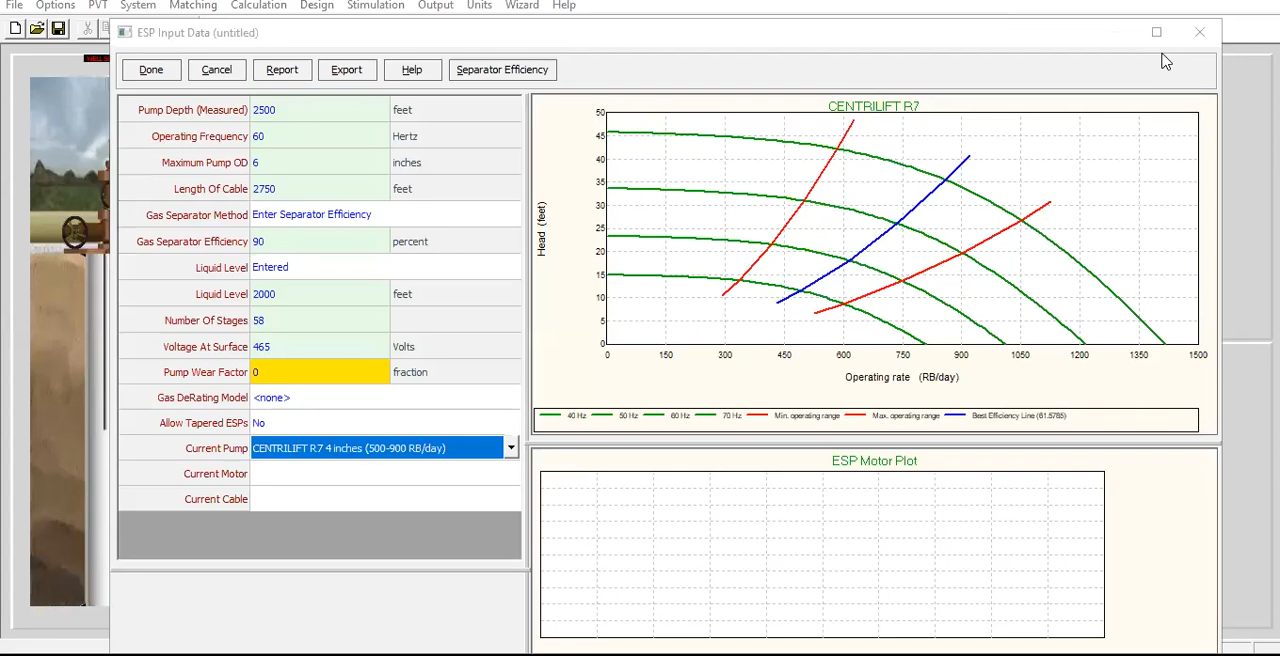 File Options PVT System Matching Calculation Design Stimulation Output Units Wizard Help
ESP Input Data (untitled)
Done Cancel Report Export Help Separator Efficiency
Pump Depth (Measured) 2500 feet
Operating Frequency 60 Hertz
Maximum Pump OD 6 inches
Length Of Cable 2750 feet
Gas Separator Method Enter Separator Efficiency
Gas Separator Efficiency 90 percent
Liquid Level Entered
Liquid Level 2000 feet
Number Of Stages 58
Voltage At Surface 465 Volts
Pump Wear Factor 0 fraction
Gas DeRating Model <none>
Allow Tapered ESPs No
Current Pump CENTRILIFT R7 4 inches (500-900 RB/day)
Current Motor
Current Cable
CENTRILIFT R7
50
45
40
35
30
25
20
15
10
5
0
Head (feet)
0 150 300 450 600 750 900 1050 1200 1350 1500
Operating rate (RB/day)
40 Hz 50 Hz 60 Hz 70 Hz Min. operating range Max. operating range Best Efficiency Line (61.5785)
ESP Motor Plot